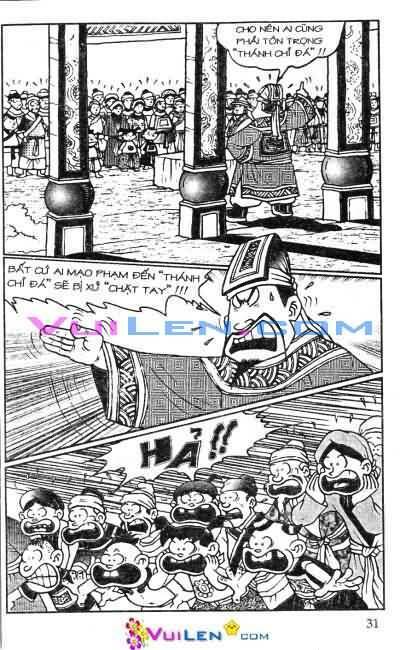 CHO NÊN AI CŨNG
PHẢI TÔN TRỌNG
"THÁNH CHỈ ĐÁ" !!
BẤT CỨ AI MẠO PHẠM ĐẾN "THÁNH
CHỈ ĐÁ" SẼ BỊ XỬ "CHẶT TAY" !!!
VUILEN.COM
HẢ!!
31
VUILEN.COM